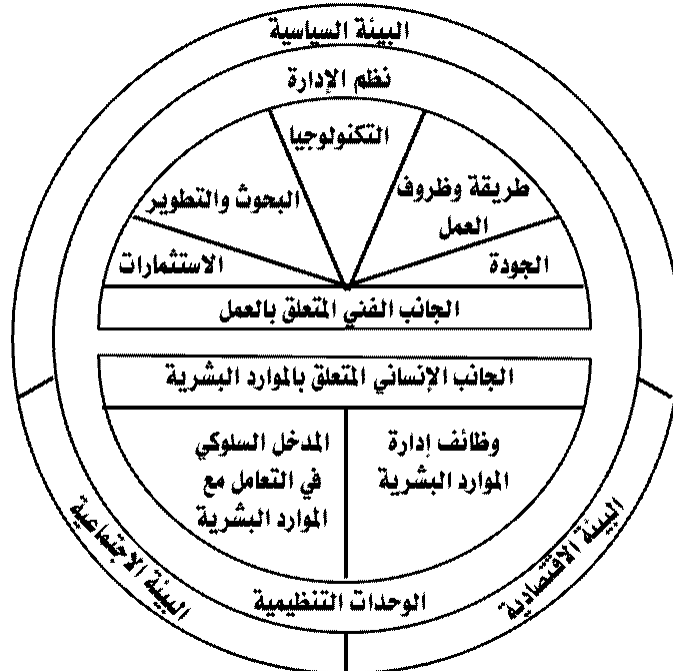 البيئة السياسية
نظم الإدارة
التكنولوجيا
طريقة وظروف
العمل
البحوث والتطوير
الجودة
الاستثمارات
الجانب الفني المتعلق بالعمل
الجانب الإنساني المتعلق بالموارد البشرية
وظائف إدارة
الموارد البشرية
المدخل السلوكي
في التعامل مع
الموارد البشرية
البيئة الاقتصادية
البيئة الاجتماعية
الوحدات التنظيمية